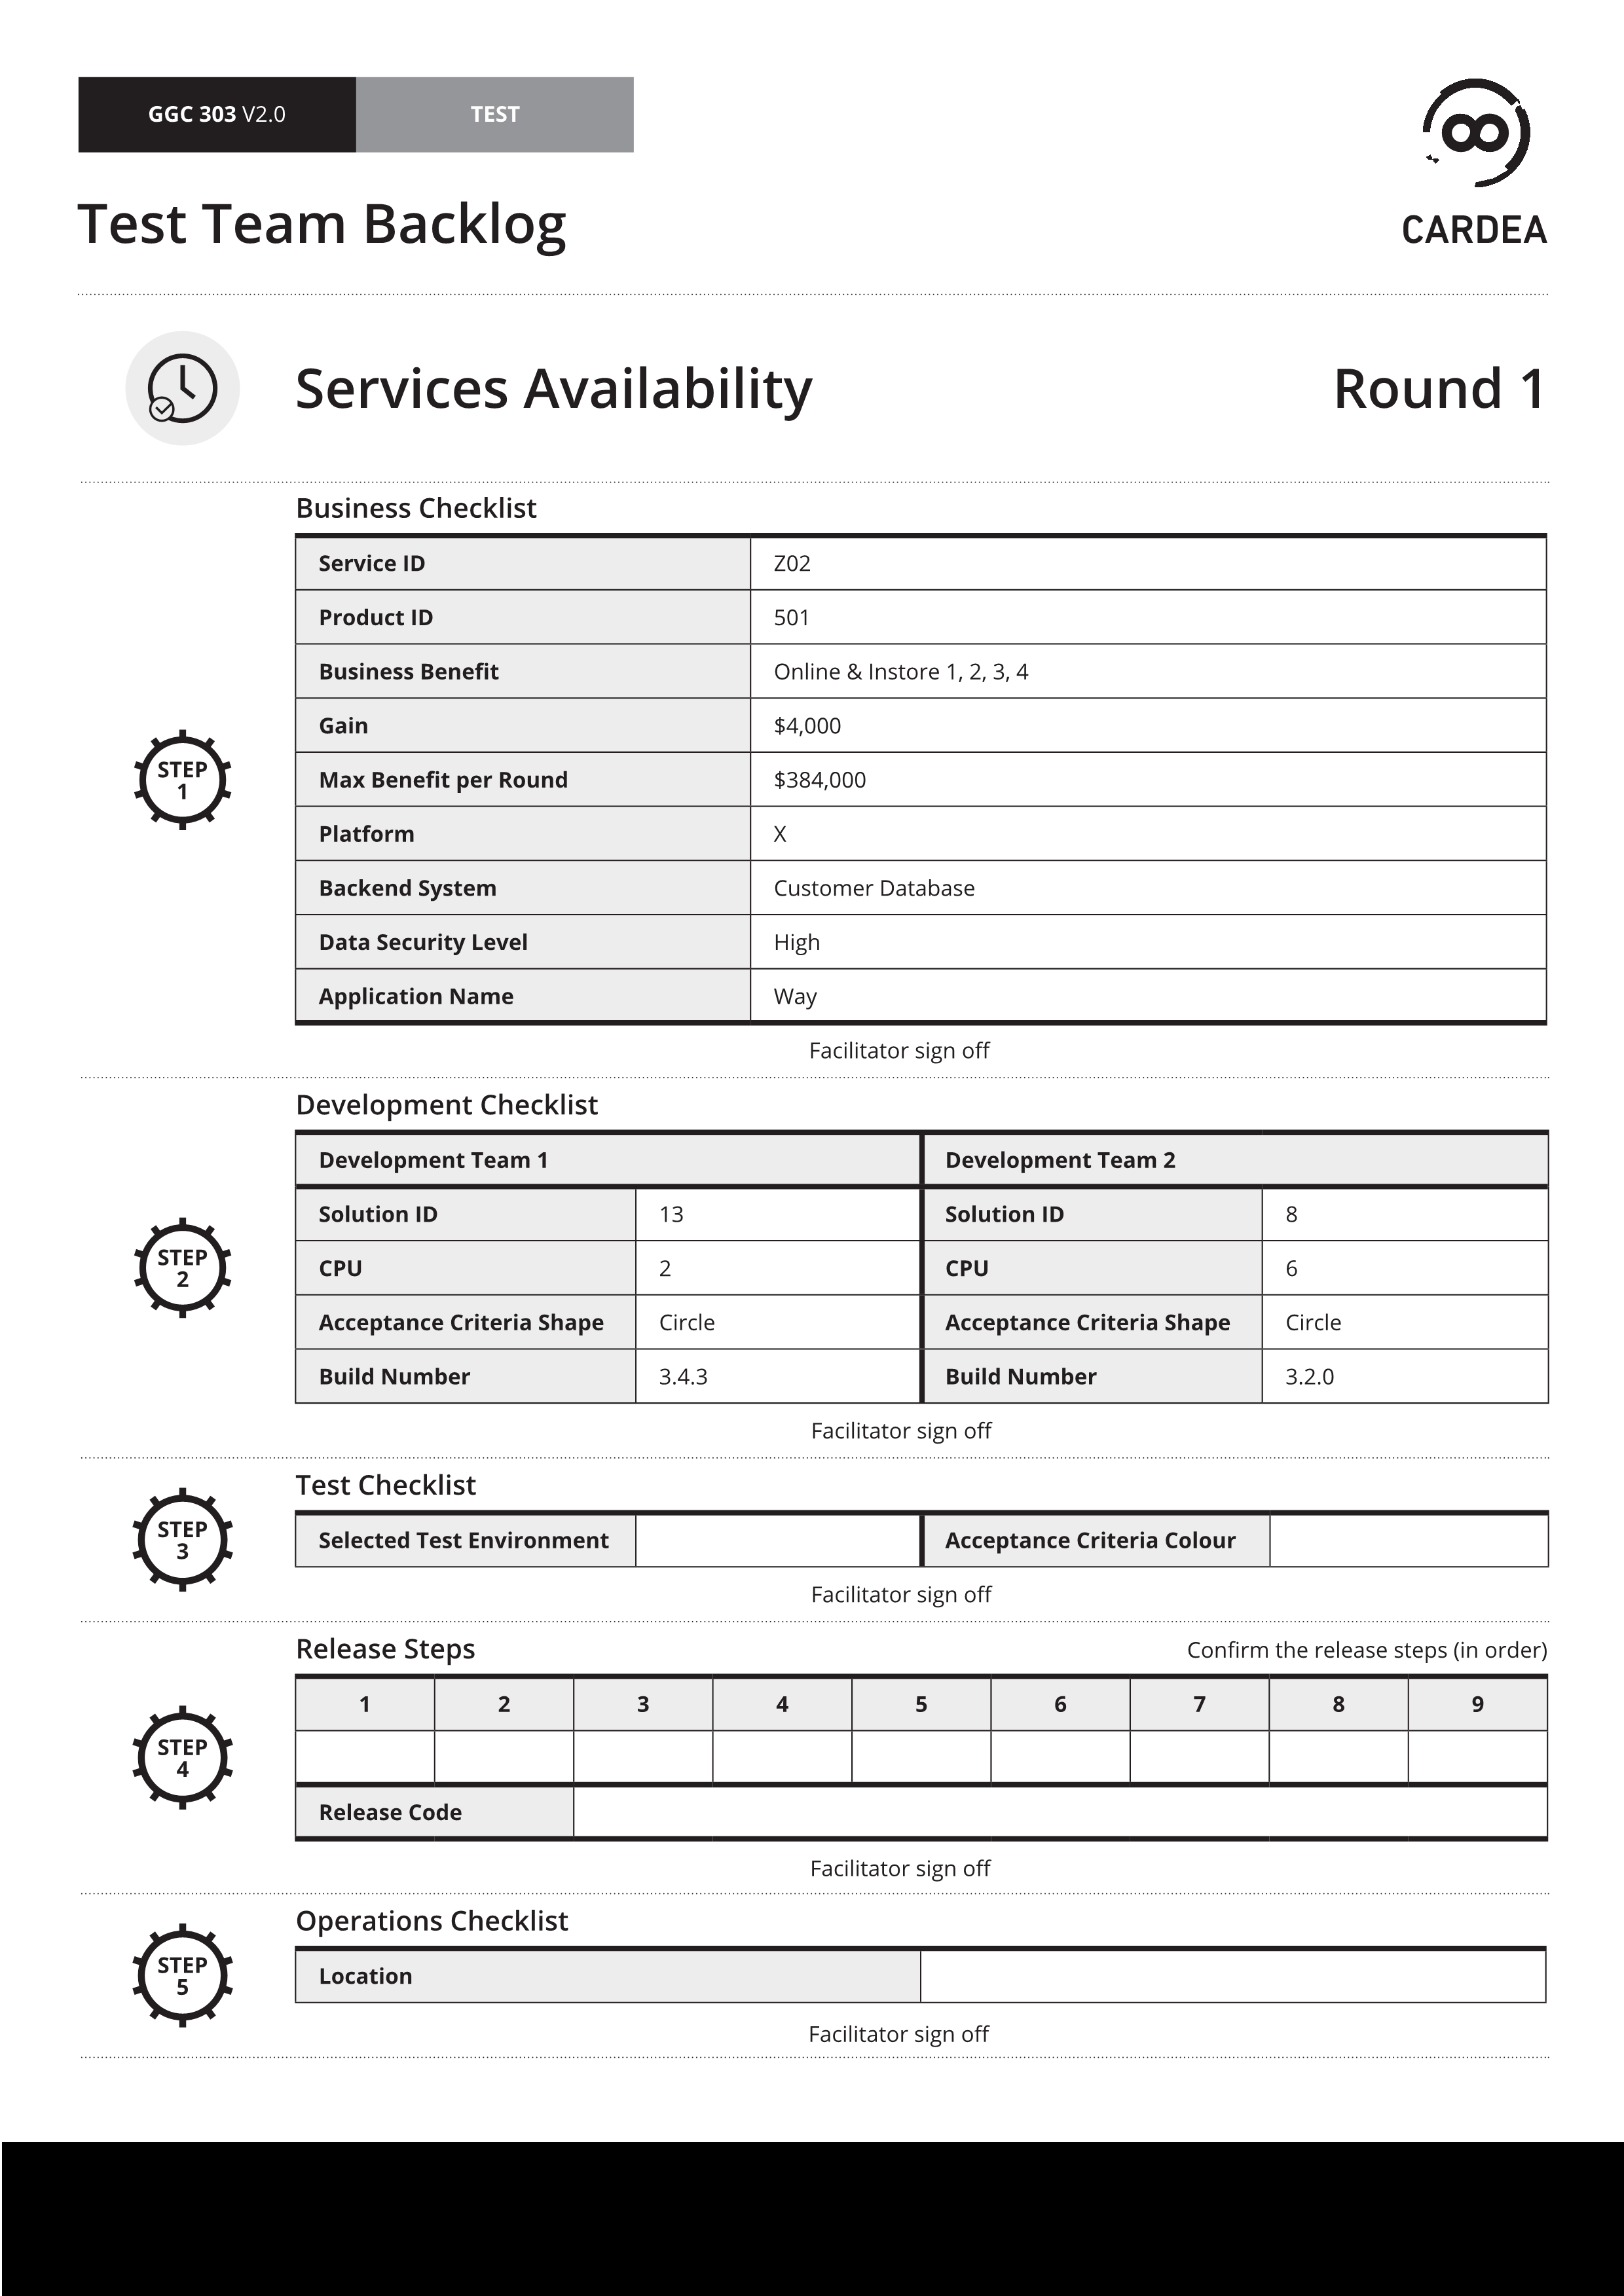 GGC 303 V2.0 TEST
CARDEA
Test Team Backlog
Services Availability Round 1
Business Checklist
Service ID Z02
Product ID 501
Business Benefit Online & Instore 1, 2, 3, 4
Gain $4,000
Max Benefit per Round $384,000
Platform X
Backend System Customer Database
Data Security Level High
Application Name Way
STEP
1
Facilitator sign off
Development Checklist
Development Team 1 Development Team 2
Solution ID 13 Solution ID 8
CPU 2 CPU 6
Acceptance Criteria Shape Circle Acceptance Criteria Shape Circle
Build Number 3.4.3 Build Number 3.2.0
STEP
2
Facilitator sign off
Test Checklist
STEP
3
Selected Test Environment Acceptance Criteria Colour
Facilitator sign off
Release Steps Confirm the release steps (in order)
1 2 3 4 5 6 7 8 9
STEP
4
Release Code
Facilitator sign off
Operations Checklist
STEP
5
Location
Facilitator sign off